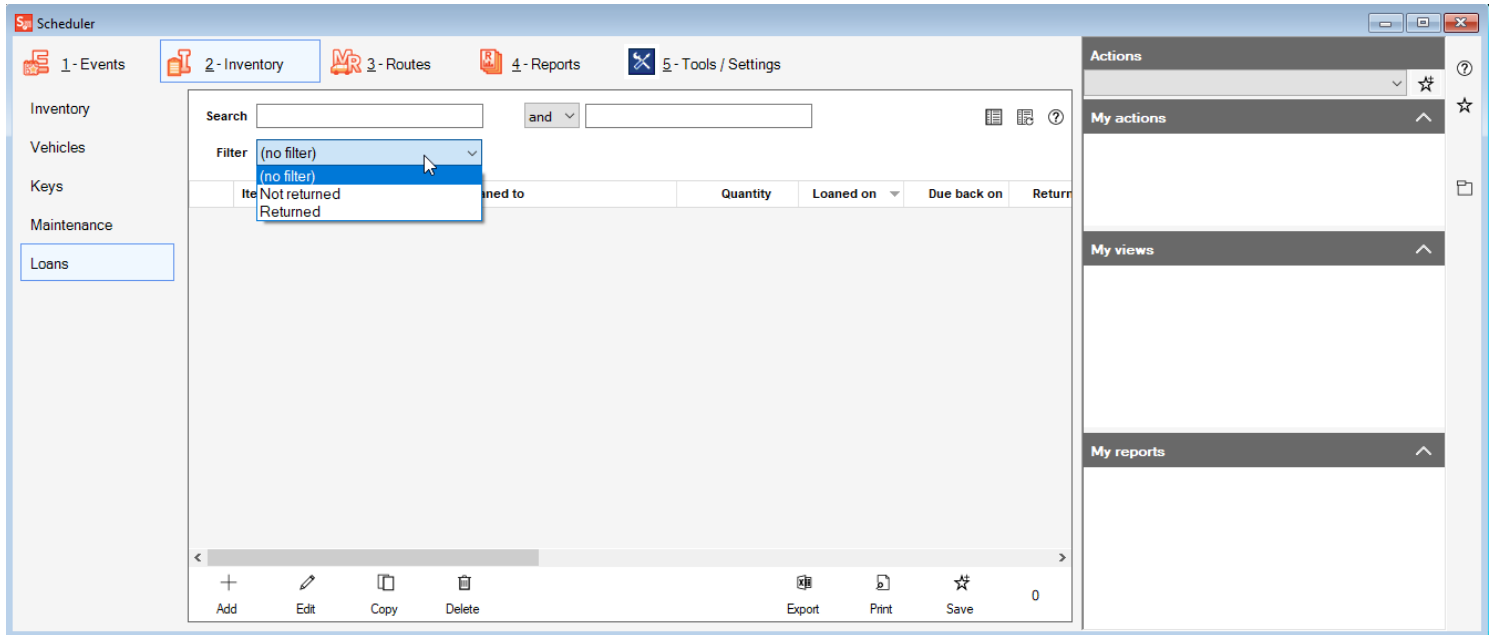 Scheduler
1 - Events
2 - Inventory
3 - Routes
4 - Reports
5 - Tools / Settings
Inventory
Vehicles
Keys
Maintenance
Loans
Search
and
Filter
(no filter)
(no filter)
Not returned
Returned
Quantity
Loaned on
Due back on
Add
Edit
Copy
Delete
Export
Print
Save
0
Actions
My actions
My views
My reports